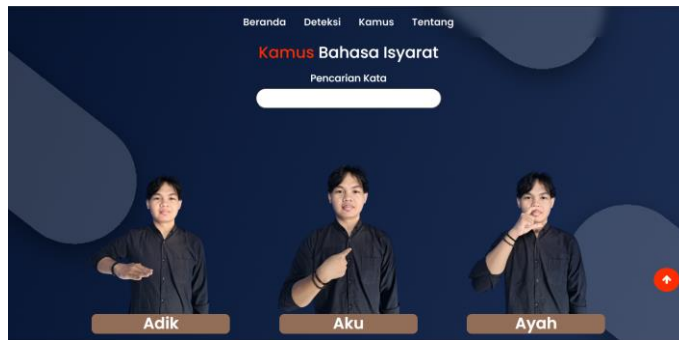 Beranda Deteksi Kamus Tentang
Kamus Bahasa Isyarat
Pencarian Kata
Adik Aku Ayah